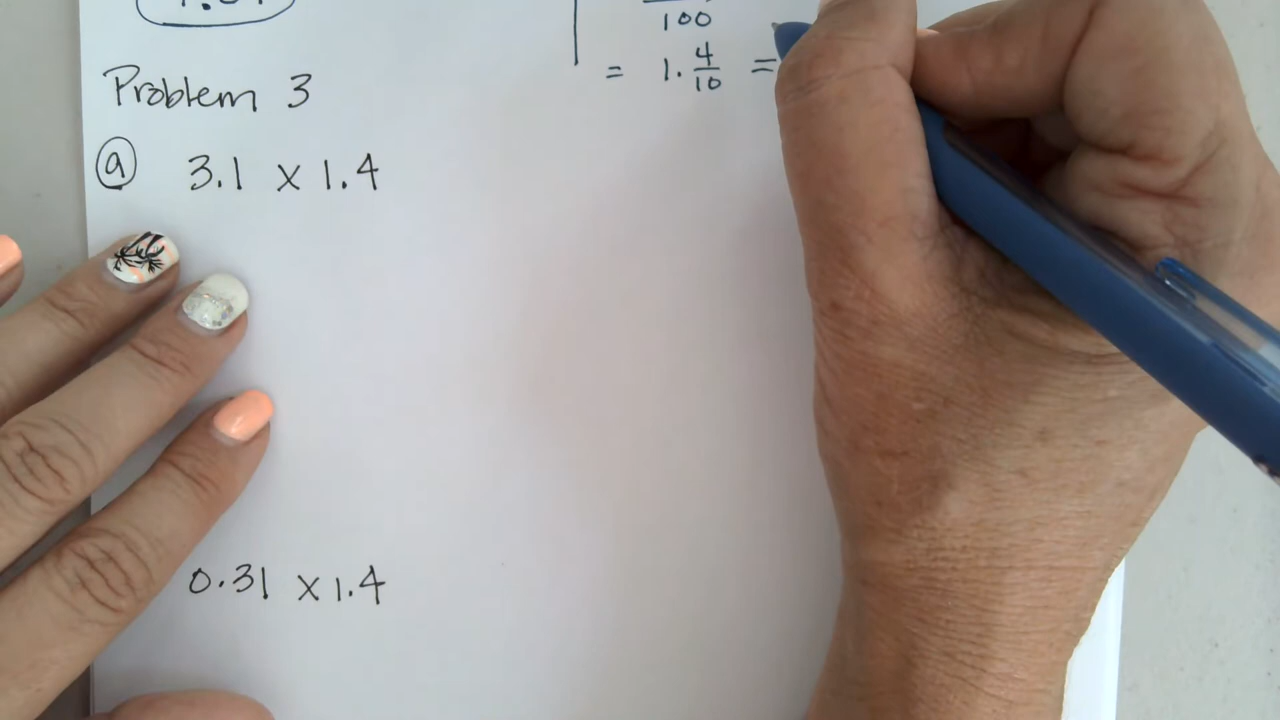 100
= 1. 4/10 =
Problem 3
a 3.1 x 1.4
0.31 x 1.4